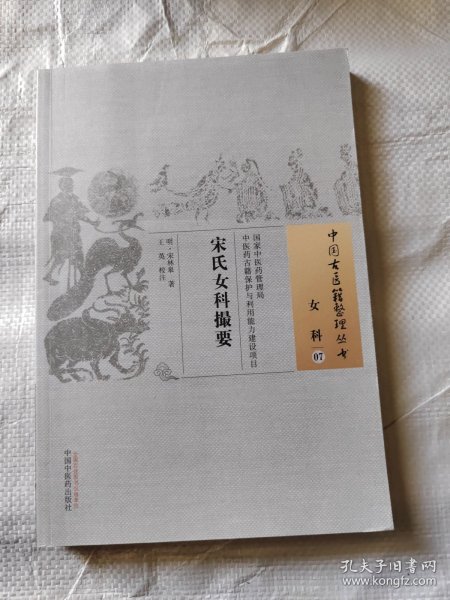 中国古医籍整理丛书
女科
07
国家中医药管理局
中医药古籍保护与利用能力建设项目
宋氏女科撮要
明·宋林皋 著
王英 校注
中国中医药出版社
孔夫子旧书网
www.kongfz.com